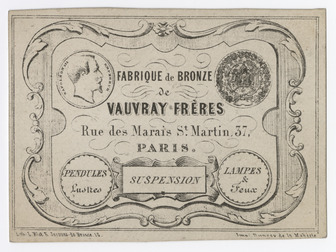 FABRIQUE de BRONZE
de
VAUVRAY FRÈRES
Rue des Marais St. Martin, 37,
PARIS.
PENDULES
Lustres
SUSPENSION
LAMPES
&
Feux